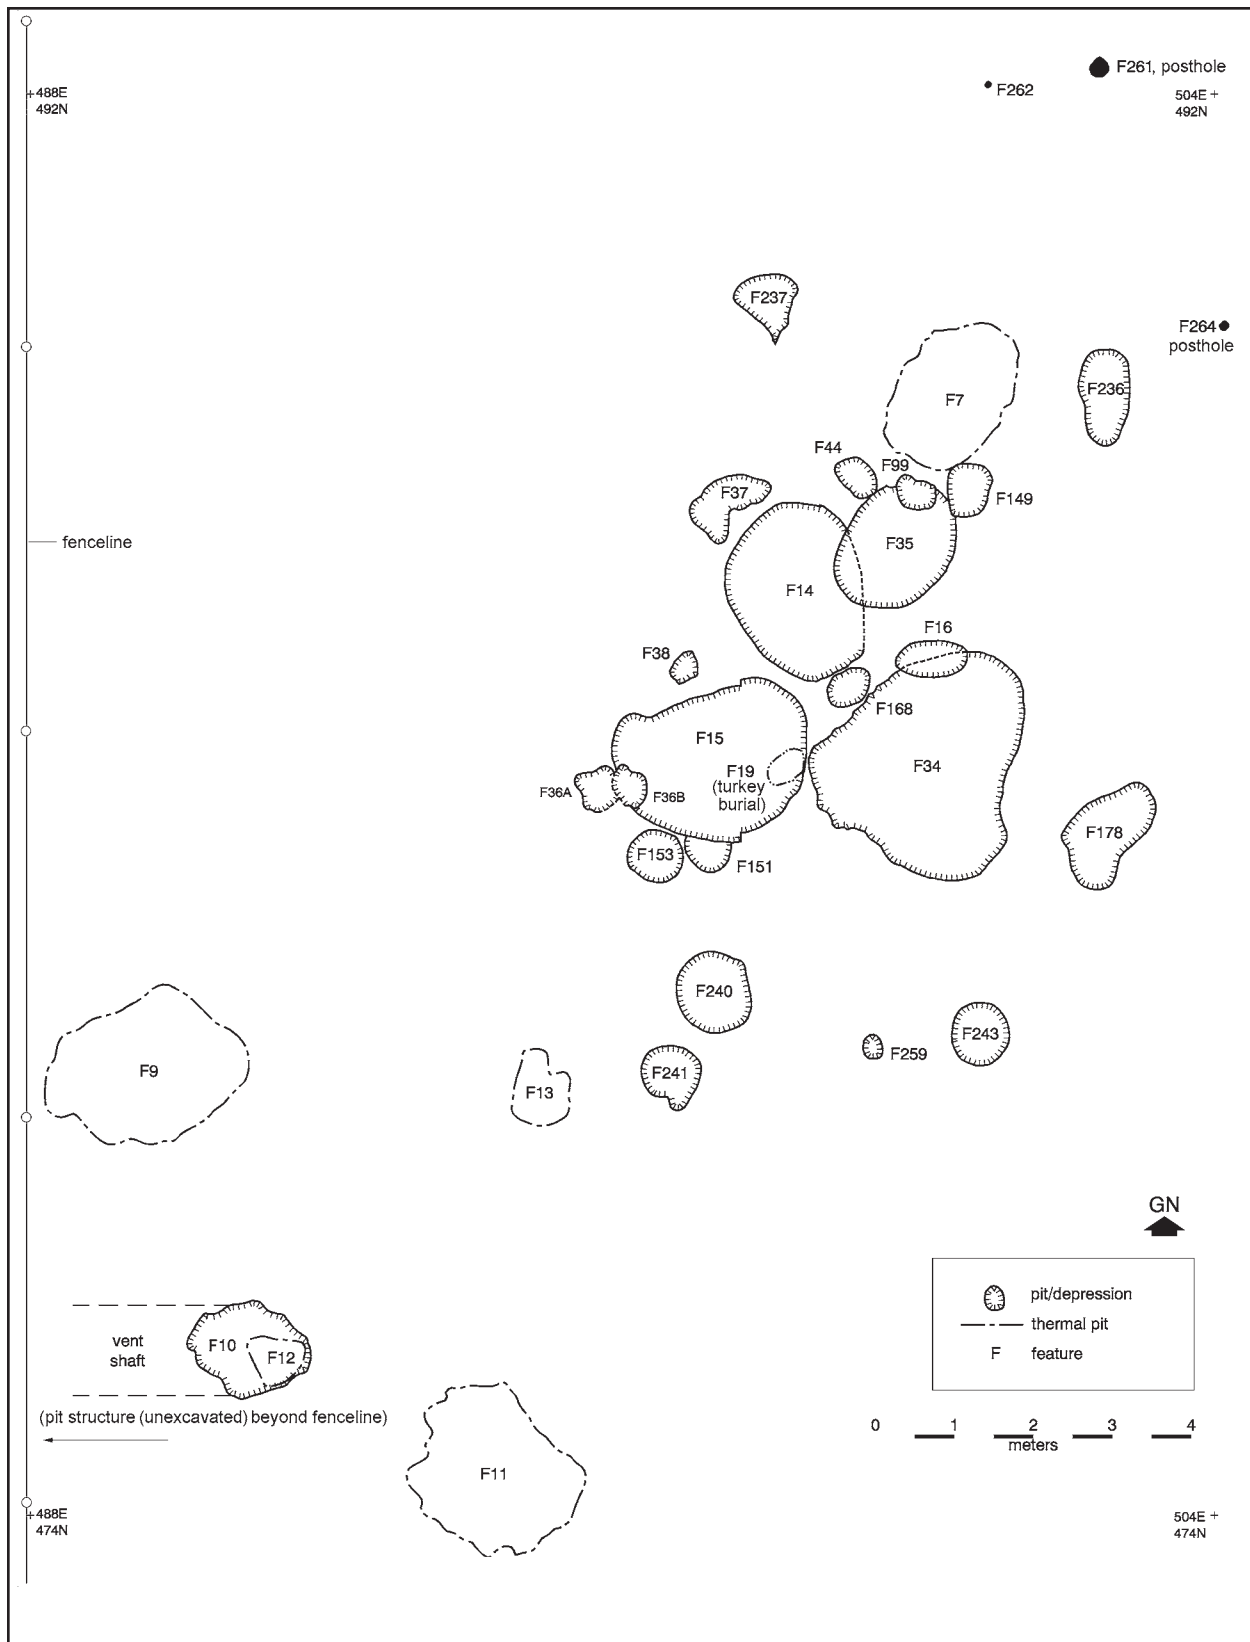 F261, posthole
F262
488E
492N
504E
492N
F237
F264
posthole
F236
F7
F44
F99
F37
F149
fenceline
F35
F14
F16
F38
F168
F15
F34
F19
(turkey
burial)
F36A
F36B
F178
F153
F151
F240
F243
F259
F241
F9
F13
GN
pit/depression
thermal pit
F feature
vent
shaft
F10
F12
(pit structure (unexcavated) beyond fenceline)
0 1 2 3 4
meters
F11
488E
474N
504E
474N